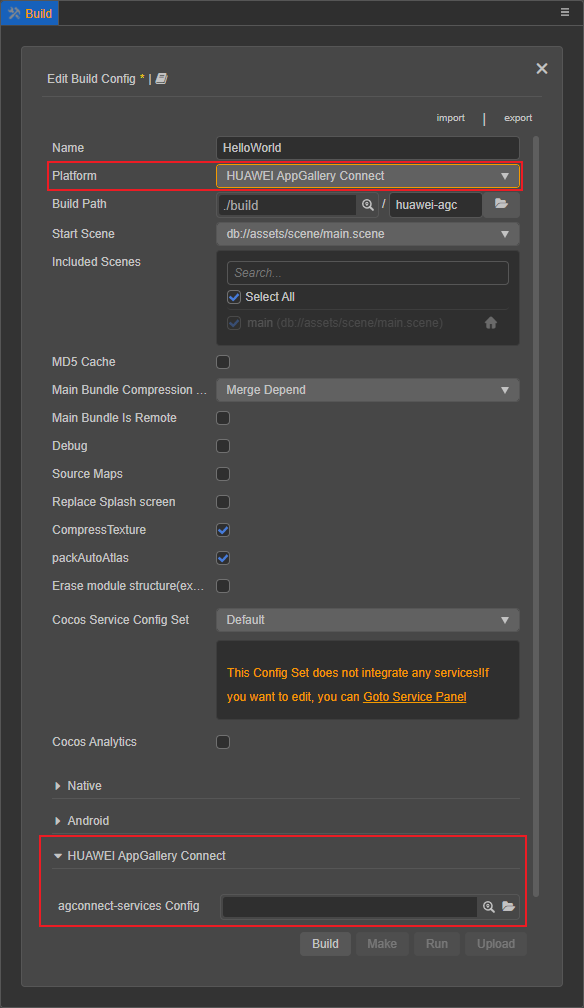 Build
Edit Build Config * |
import | export
Name HelloWorld
Platform HUAWEI AppGallery Connect
Build Path ./build / huawei-agc
Start Scene db://assets/scene/main.scene
Included Scenes
Search...
Select All
main (db://assets/scene/main.scene)
MD5 Cache
Main Bundle Compression ... Merge Depend
Main Bundle Is Remote
Debug
Source Maps
Replace Splash screen
CompressTexture
packAutoAtlas
Erase module structure(ex...
Cocos Service Config Set Default
This Config Set does not integrate any services!If
you want to edit, you can Goto Service Panel
Cocos Analytics
Native
Android
HUAWEI AppGallery Connect
agconnect-services Config
Build Make Run Upload